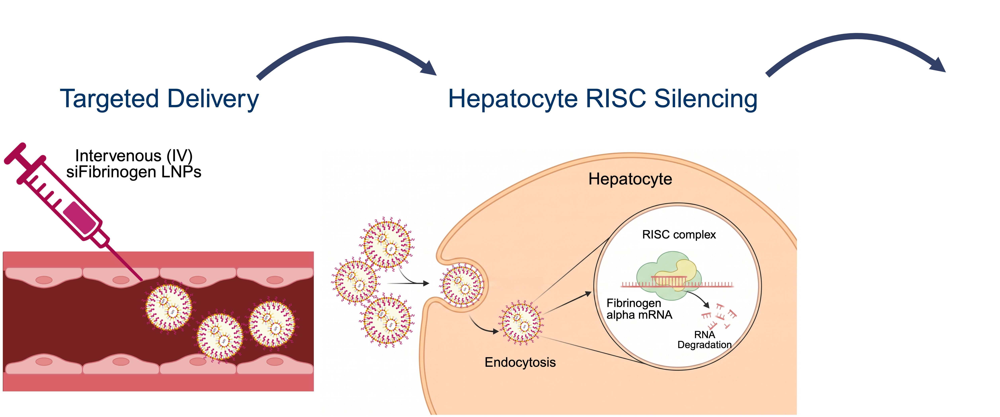 Targeted Delivery
Hepatocyte RISC Silencing
Intervenous (IV)
siFibrinogen LNPs
Hepatocyte
RISC complex
Fibrinogen
alpha mRNA
RNA
Degradation
Endocytosis